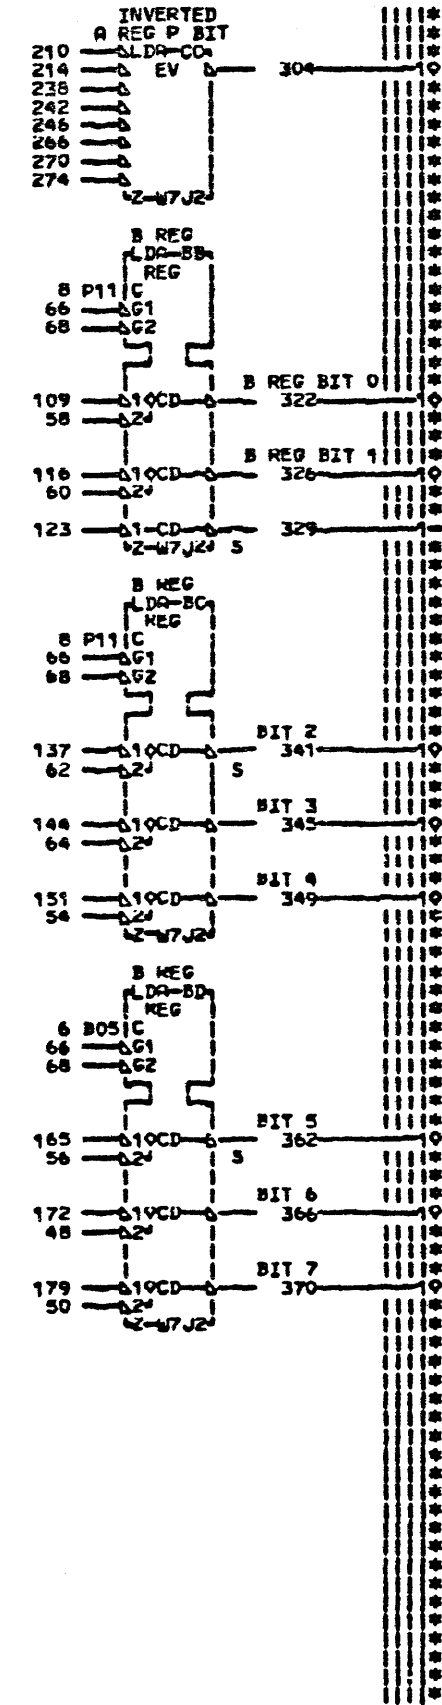 INVERTED
A REG P BIT
210 LDA-CO
214 EV 304
238
242
246
266
270
274
Z-W7J2
B REG
LDA-BB
REG
8 P11 C
66 G1
68 G2
B REG BIT 0
109 1 CD 322
58 2
B REG BIT 1
116 1 CD 326
60 2
123 1-CD 329
Z-W7J2 S
B REG
LDA-BC
REG
8 P11 C
66 G1
68 G2
BIT 2
137 1 CD 341
62 2 S
BIT 3
144 1 CD 345
64 2
BIT 4
151 1 CD 349
54 2
Z-W7J2
B REG
LDA-BD
REG
6 B05 C
66 G1
68 G2
BIT 5
165 1 CD 362
56 2 S
BIT 6
172 1 CD 366
48 2
BIT 7
179 1 CD 370
50 2
Z-W7J2